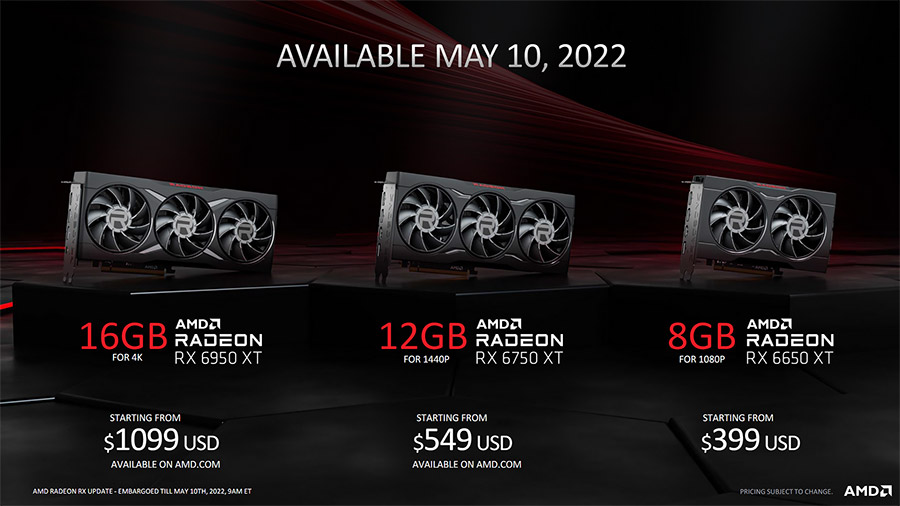 AVAILABLE MAY 10, 2022
16GB
FOR 4K
AMD
RADEON
RX 6950 XT
STARTING FROM
$1099 USD
AVAILABLE ON AMD.COM
12GB
FOR 1440P
AMD
RADEON
RX 6750 XT
STARTING FROM
$549 USD
AVAILABLE ON AMD.COM
8GB
FOR 1080P
AMD
RADEON
RX 6650 XT
STARTING FROM
$399 USD
AMD RADEON RX UPDATE - EMBARGOED TILL MAY 10TH, 2022, 9AM ET
PRICING SUBJECT TO CHANGE.
AMD